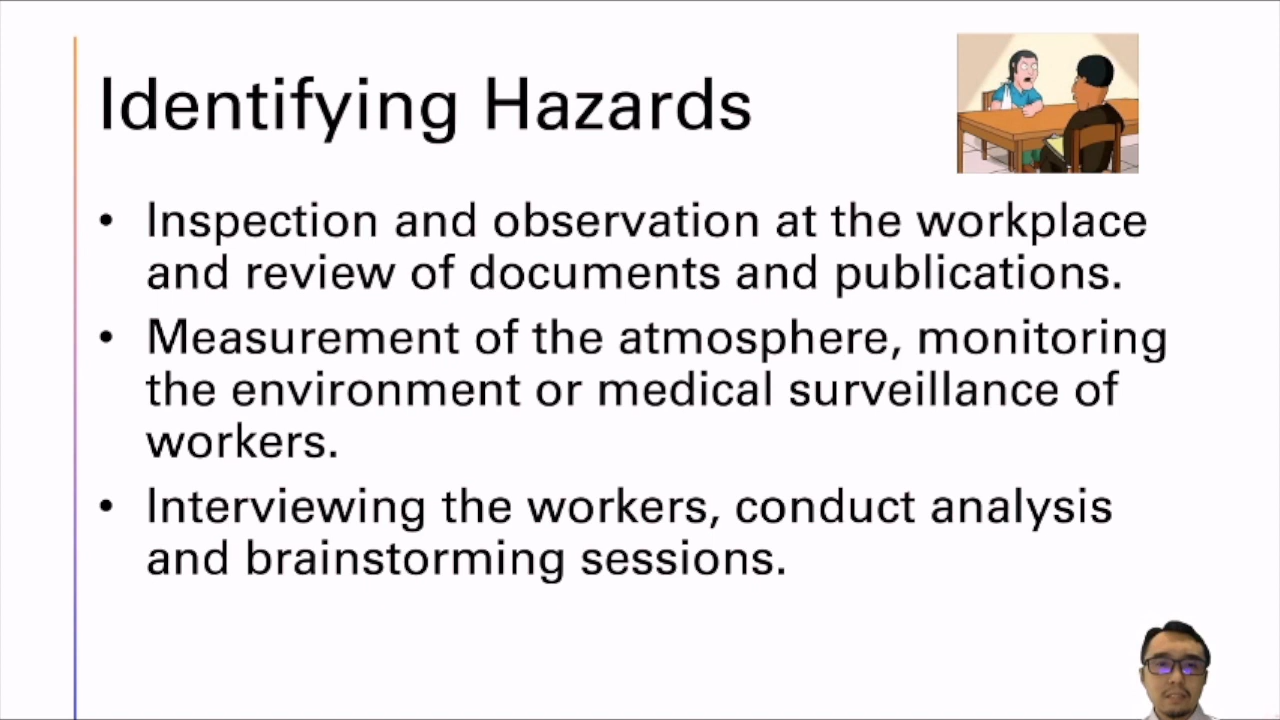 Identifying Hazards
• Inspection and observation at the workplace
and review of documents and publications.
• Measurement of the atmosphere, monitoring
the environment or medical surveillance of
workers.
• Interviewing the workers, conduct analysis
and brainstorming sessions.